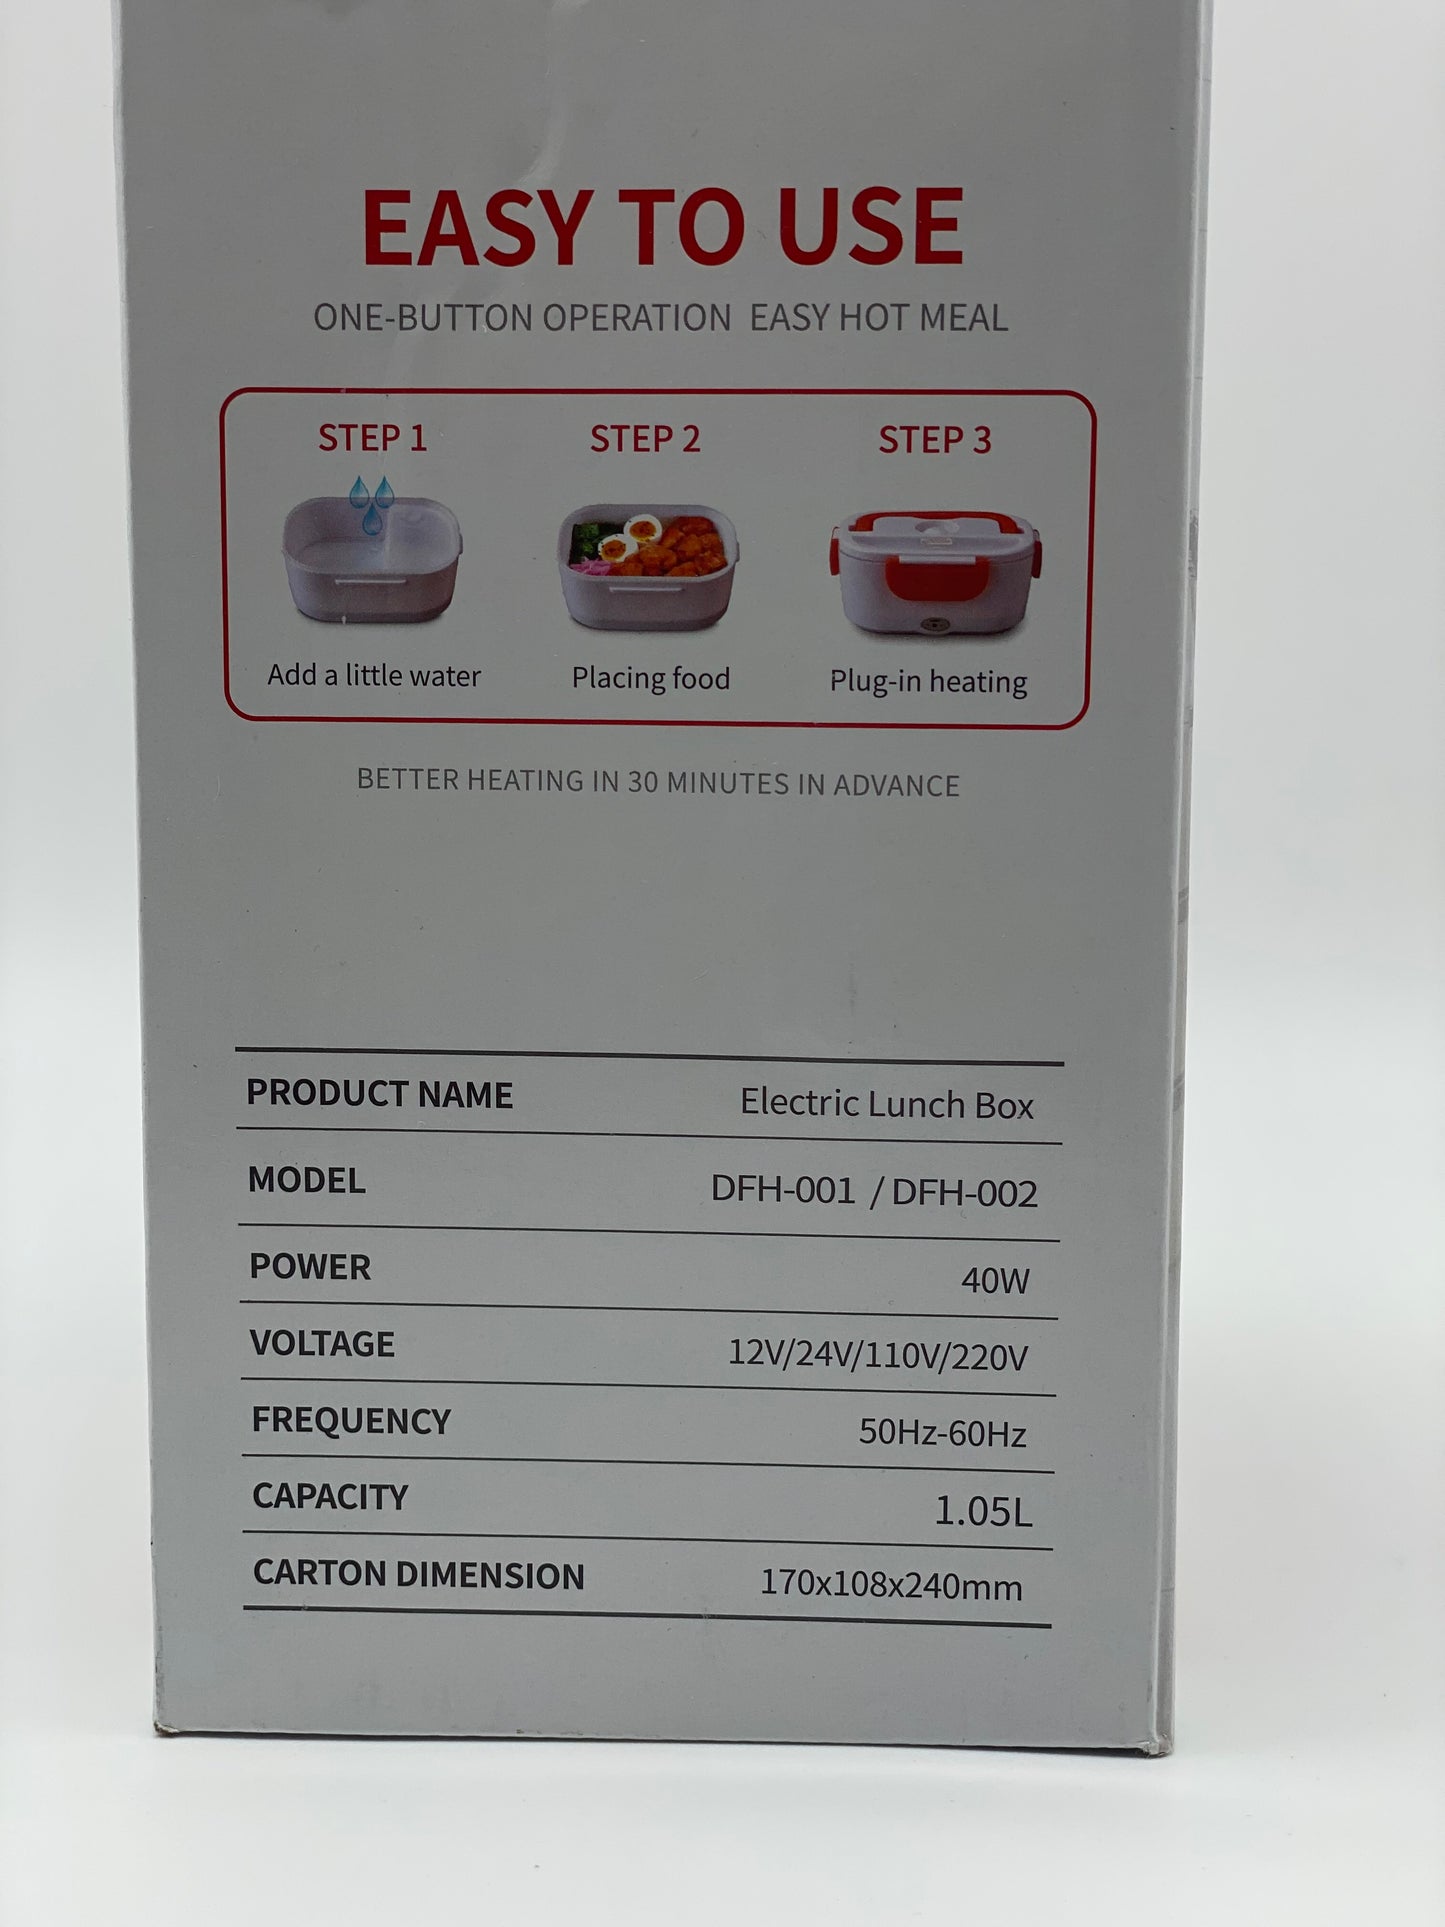 EASY TO USE
ONE-BUTTON OPERATION EASY HOT MEAL
STEP 1 STEP 2 STEP 3
Add a little water Placing food Plug-in heating
BETTER HEATING IN 30 MINUTES IN ADVANCE
PRODUCT NAME Electric Lunch Box
MODEL DFH-001 / DFH-002
POWER 40W
VOLTAGE 12V/24V/110V/220V
FREQUENCY 50Hz-60Hz
CAPACITY 1.05L
CARTON DIMENSION 170x108x240mm